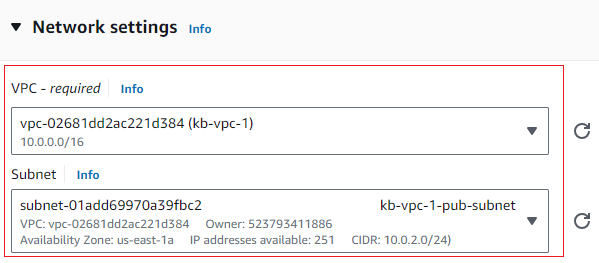 Network settings Info
VPC - required Info
vpc-02681dd2ac221d384 (kb-vpc-1)
10.0.0.0/16
Subnet Info
subnet-01add69970a39fbc2 kb-vpc-1-pub-subnet
VPC: vpc-02681dd2ac221d384 Owner: 523793411886
Availability Zone: us-east-1a IP addresses available: 251 CIDR: 10.0.2.0/24)